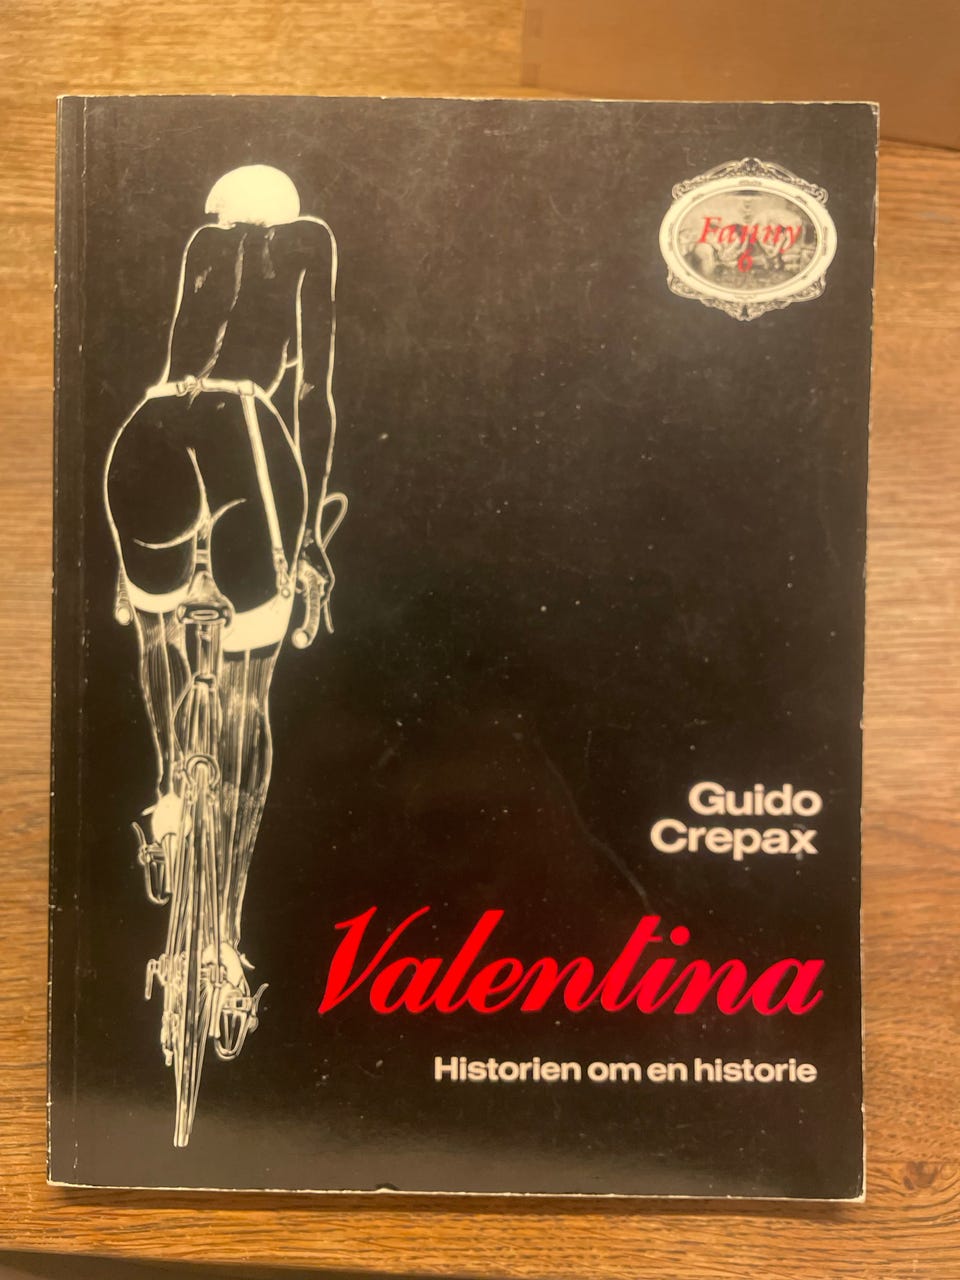 Fanny
6
Guido
Crepax
Valentina
Historien om en historie